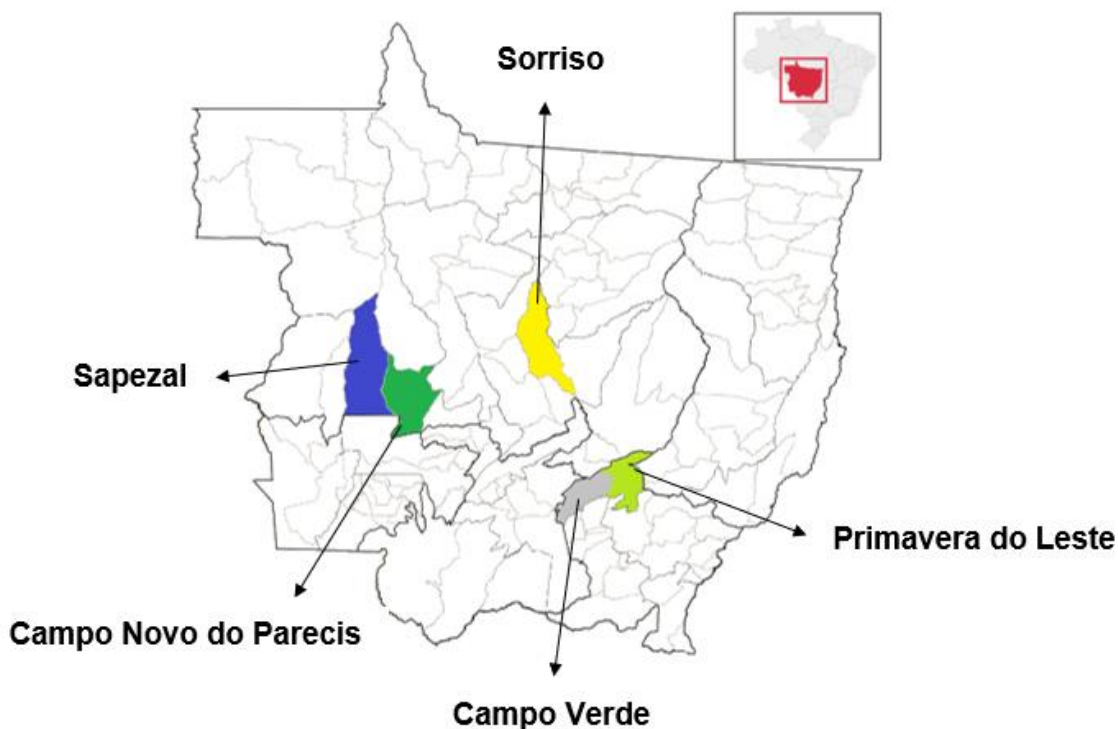 Sorriso
Sapezal
Primavera do Leste
Campo Novo do Parecis
Campo Verde